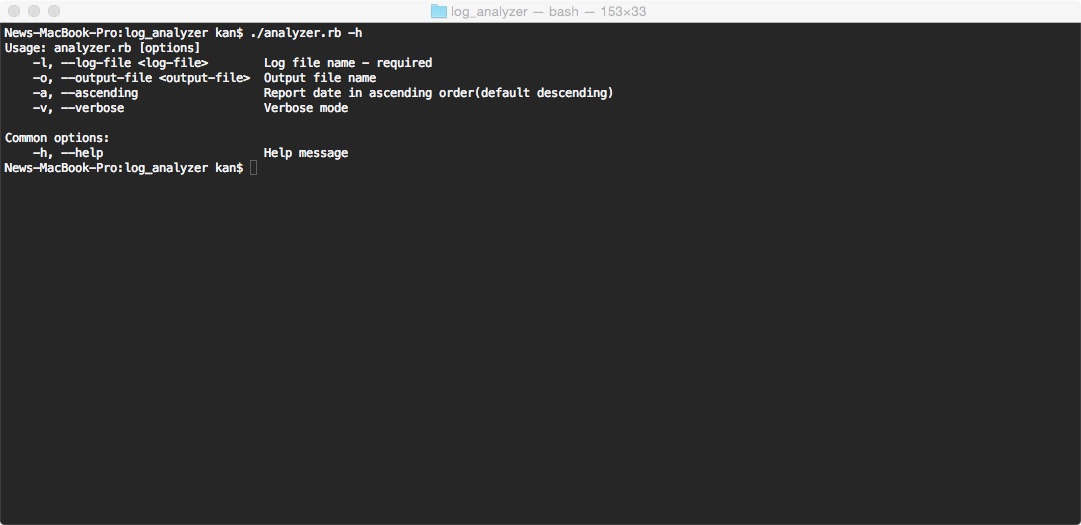 log_analyzer — bash — 153×33
News-MacBook-Pro:log_analyzer kan$ ./analyzer.rb -h
Usage: analyzer.rb [options]
    -l, --log-file <log-file>        Log file name - required
    -o, --output-file <output-file>  Output file name
    -a, --ascending                  Report date in ascending order(default descending)
    -v, --verbose                    Verbose mode

Common options:
    -h, --help                       Help message
News-MacBook-Pro:log_analyzer kan$